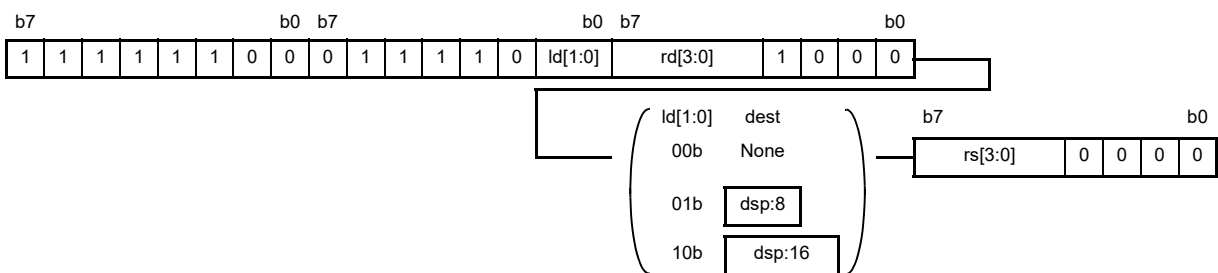 b7 b0 b7 b0 b7 b0
1 1 1 1 1 1 0 0 0 1 1 1 1 0 ld[1:0] rd[3:0] 1 0 0 0
ld[1:0] dest
b7 b0
00b None
rs[3:0] 0 0 0 0
01b dsp:8
10b dsp:16